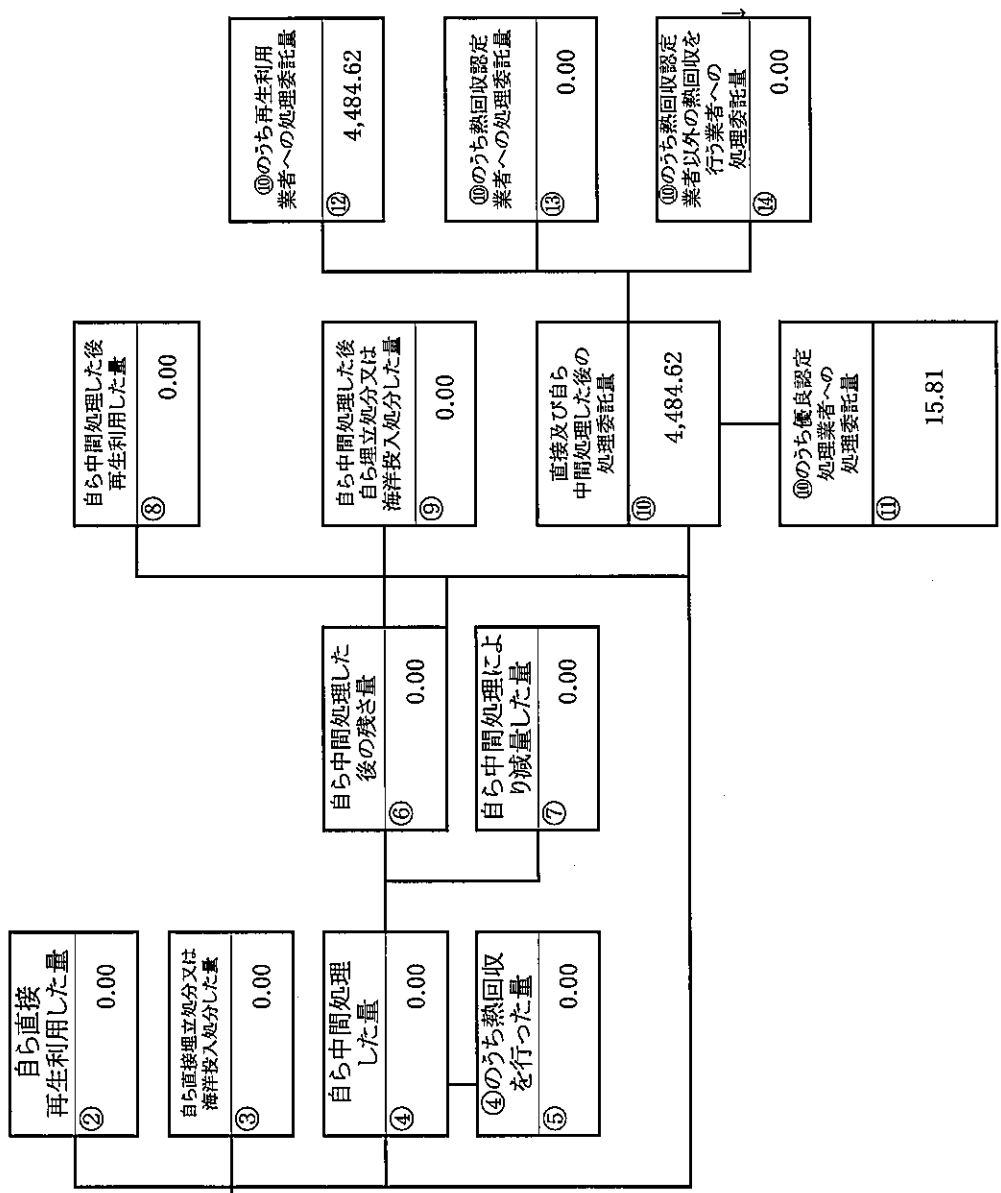 自ら直接
再生利用した量
②
0.00
自ら直接埋立処分又は
海洋投入処分した量
③
0.00
自ら中間処理
した量
④
0.00
④のうち熱回収
を行った量
⑤
0.00
自ら中間処理した
後の残さ量
⑥
0.00
自ら中間処理によ
り減量した量
⑦
0.00
自ら中間処理した後
再生利用した量
⑧
0.00
自ら中間処理した後
自ら埋立処分又は
海洋投入処分した量
⑨
0.00
直接及び自ら
中間処理した後の
処理委託量
⑩
4,484.62
⑩のうち優良認定
処理業者への
処理委託量
⑪
15.81
⑩のうち再生利用
業者への処理委託量
⑫
4,484.62
⑩のうち熱回収認定
業者への処理委託量
⑬
0.00
⑩のうち熱回収認定
業者以外の熱回収を
行う業者への
処理委託量
⑭
0.00